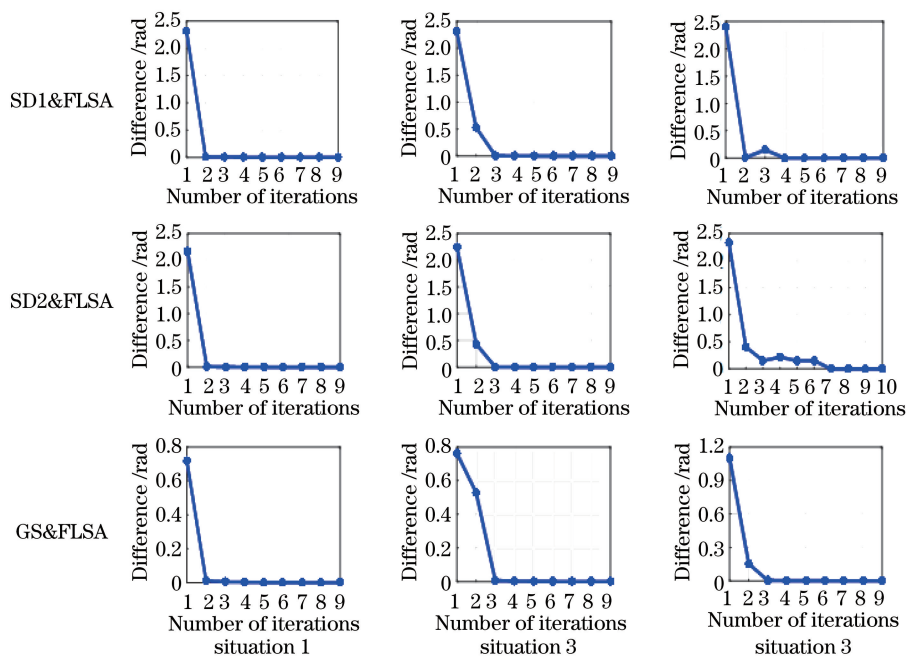 SD1&FLSA
Difference /rad
2.5
2.0
1.5
1.0
0.5
0
1 2 3 4 5 6 7 8 9
Number of iterations
Difference /rad
2.5
2.0
1.5
1.0
0.5
0
1 2 3 4 5 6 7 8 9
Number of iterations
Difference /rad
2.5
2.0
1.5
1.0
0.5
0
1 2 3 4 5 6 7 8 9
Number of iterations
SD2&FLSA
Difference /rad
2.5
2.0
1.5
1.0
0.5
0
1 2 3 4 5 6 7 8 9
Number of iterations
Difference /rad
2.5
2.0
1.5
1.0
0.5
0
1 2 3 4 5 6 7 8 9
Number of iterations
Difference /rad
2.5
2.0
1.5
1.0
0.5
0
1 2 3 4 5 6 7 8 9 10
Number of iterations
GS&FLSA
Difference /rad
0.8
0.6
0.4
0.2
0
1 2 3 4 5 6 7 8 9
Number of iterations
situation 1
Difference /rad
0.8
0.6
0.4
0.2
0
1 2 3 4 5 6 7 8 9
Number of iterations
situation 3
Difference /rad
1.2
0.9
0.6
0.3
0
1 2 3 4 5 6 7 8 9
Number of iterations
situation 3